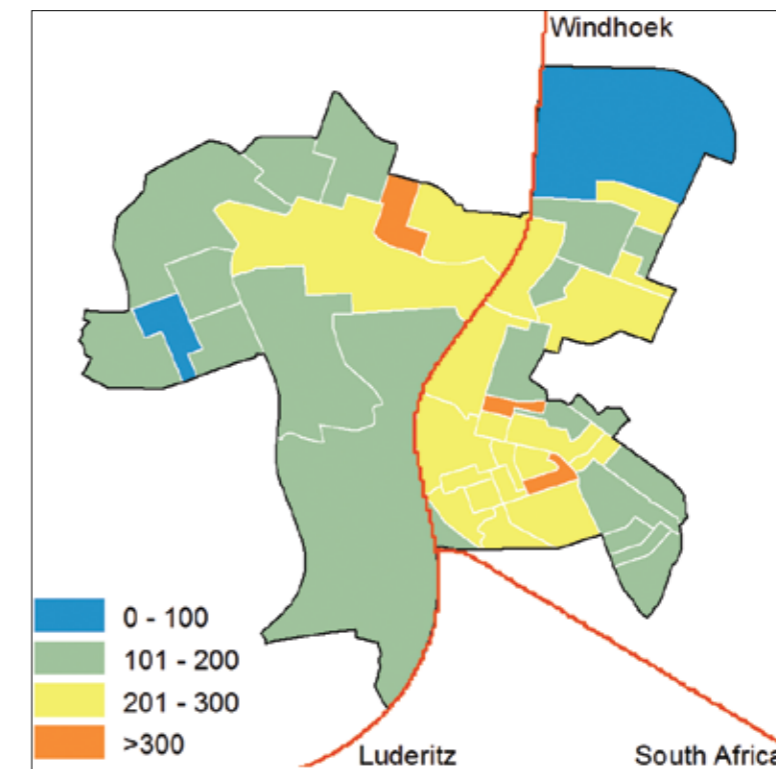 Windhoek
0 - 100
101 - 200
201 - 300
>300
Luderitz
South Africa